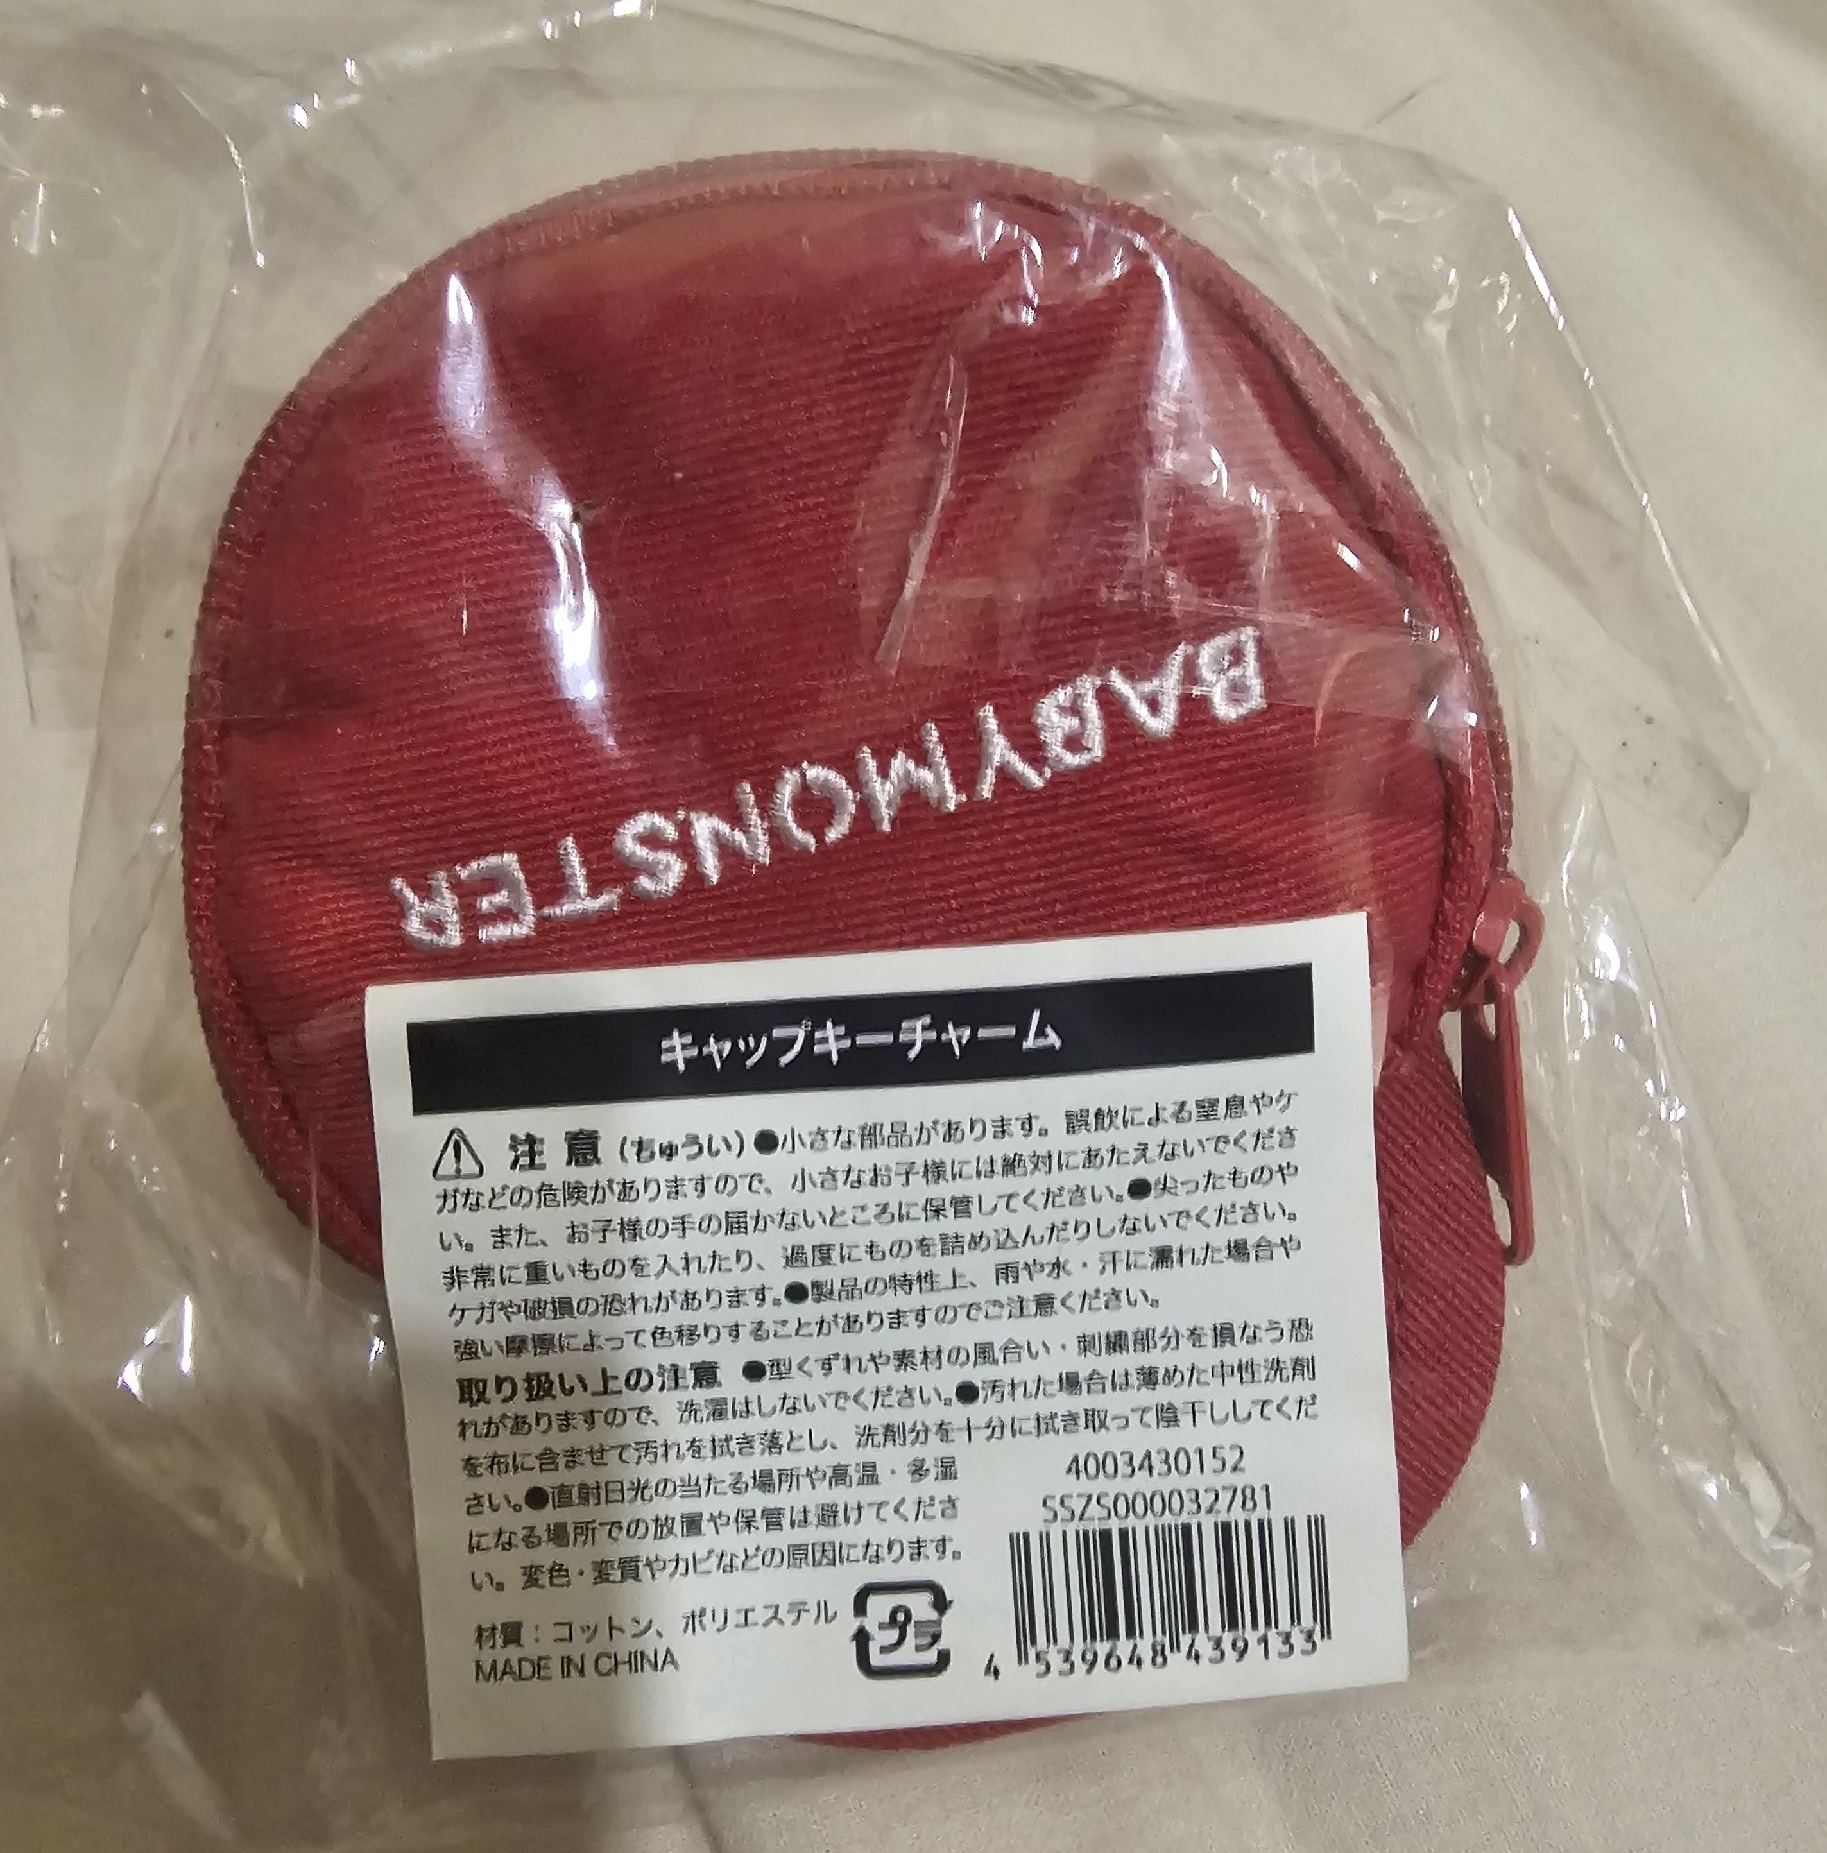 BABYMONSTER
キャップキーチャーム
⚠ 注 意 (ちゅうい) ●小さな部品があります。誤飲による窒息やケ
ガなどの危険がありますので、小さなお子様には絶対にあたえないでくださ
い。また、お子様の手の届かないところに保管してください。●尖ったものや
非常に重いものを入れたり、過度にものを詰め込んだりしないでください。
ケガや破損の恐れがあります。●製品の特性上、雨や水・汗に濡れた場合や
強い摩擦によって色移りすることがありますのでご注意ください。
取り扱い上の注意 ●型くずれや素材の風合い・刺繍部分を損なう恐
れがありますので、洗濯はしないでください。●汚れた場合は薄めた中性洗剤
を布に含ませて汚れを拭き落とし、洗剤分を十分に拭き取って陰干ししてくだ
さい。●直射日光の当たる場所や高温・多湿
になる場所での放置や保管は避けてくださ
い。変色・変質やカビなどの原因になります。
材質：コットン、ポリエステル
MADE IN CHINA
プラ
4003430152
SSZS000032781
4 539648 439133